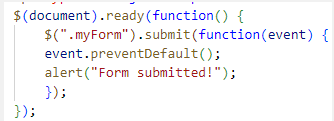 $(document).ready(function() {
    $(".myForm").submit(function(event) {
    event.preventDefault();
    alert("Form submitted!");
    });
});